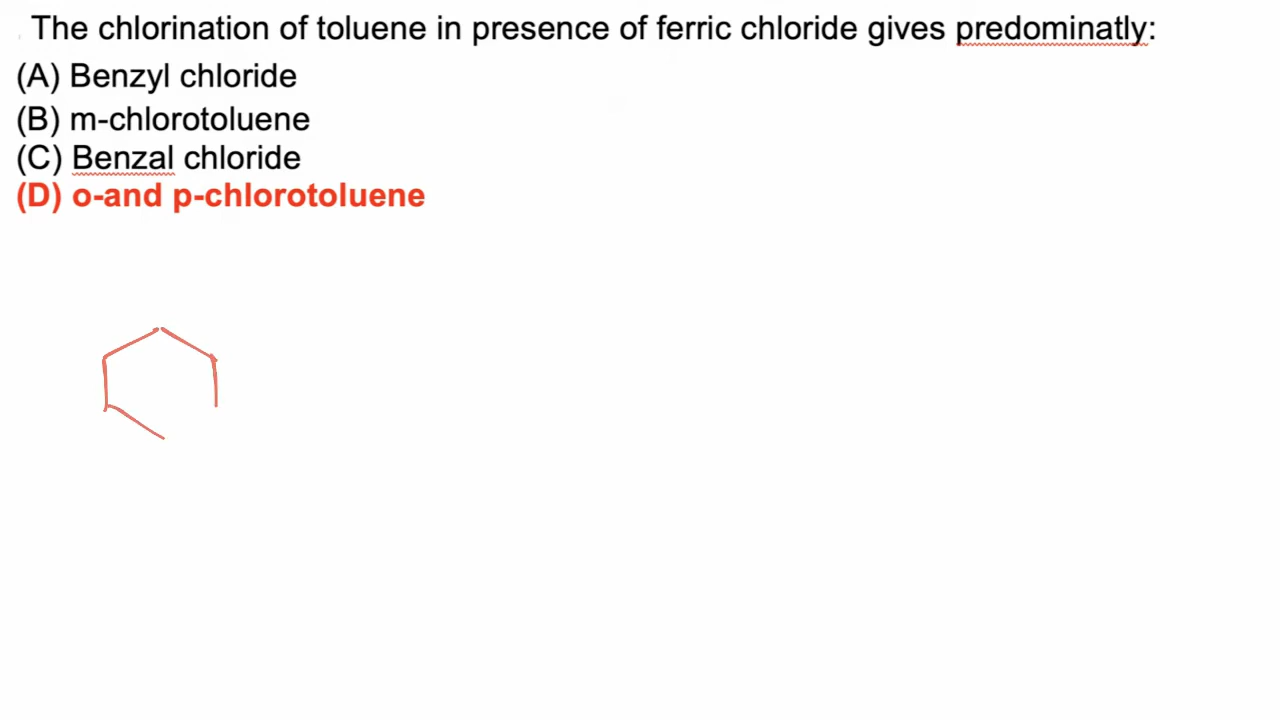 The chlorination of toluene in presence of ferric chloride gives predominatly:
(A) Benzyl chloride
(B) m-chlorotoluene
(C) Benzal chloride
(D) o-and p-chlorotoluene